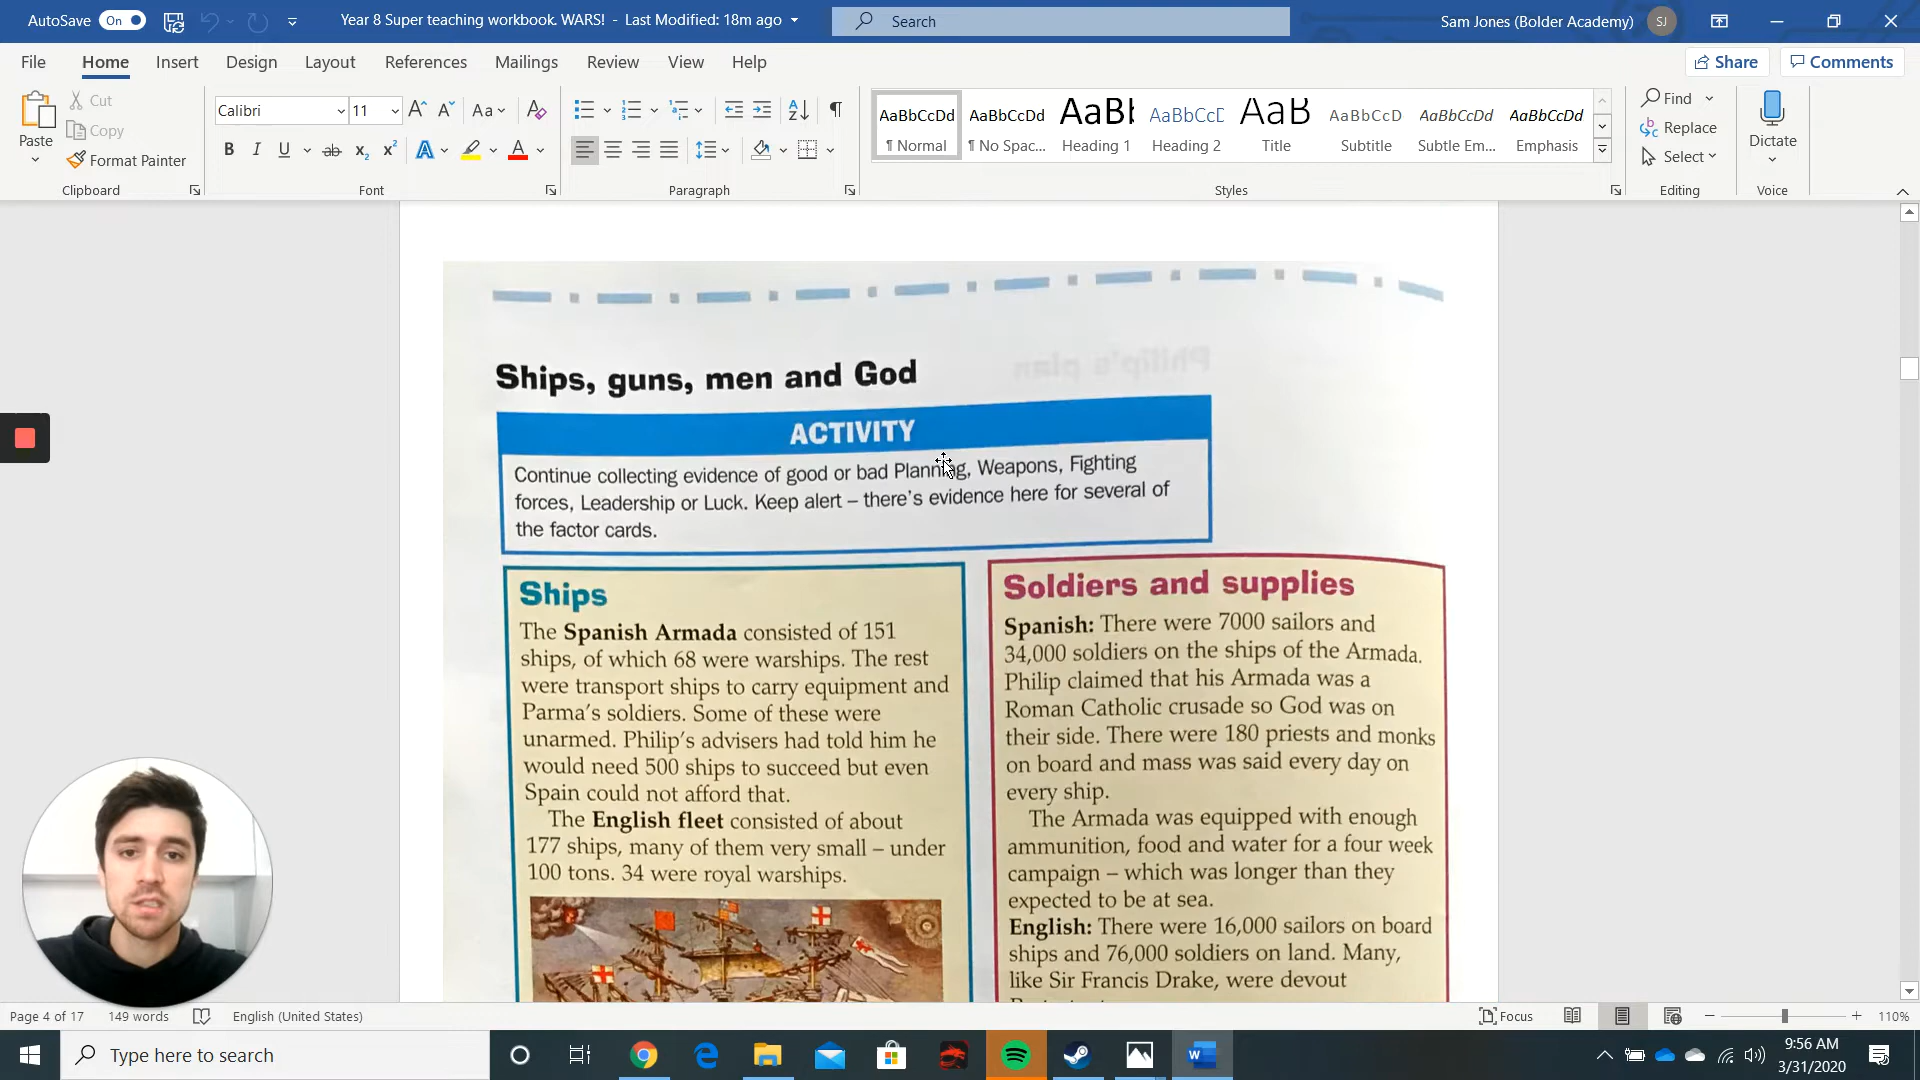 AutoSave On Year 8 Super teaching workbook. WARS! - Last Modified: 18m ago Search Sam Jones (Bolder Academy) SJ
File Home Insert Design Layout References Mailings Review View Help Share Comments
Paste Cut Copy Format Painter
Clipboard
Calibri 11 Aa
B I U ab x₂ x² A A
Font
Paragraph
AaBbCcDd AaBbCcDd AaBb AaBbCcD AaB AaBbCcD AaBbCcDd AaBbCcDd
¶ Normal ¶ No Spac... Heading 1 Heading 2 Title Subtitle Subtle Em... Emphasis
Styles
Find
Replace
Select
Editing
Dictate
Voice
Philip's plan
Ships, guns, men and God
ACTIVITY
Continue collecting evidence of good or bad Planning, Weapons, Fighting
forces, Leadership or Luck. Keep alert – there's evidence here for several of
the factor cards.
Ships
The Spanish Armada consisted of 151
ships, of which 68 were warships. The rest
were transport ships to carry equipment and
Parma's soldiers. Some of these were
unarmed. Philip's advisers had told him he
would need 500 ships to succeed but even
Spain could not afford that.
The English fleet consisted of about
177 ships, many of them very small – under
100 tons. 34 were royal warships.
Soldiers and supplies
Spanish: There were 7000 sailors and
34,000 soldiers on the ships of the Armada.
Philip claimed that his Armada was a
Roman Catholic crusade so God was on
their side. There were 180 priests and monks
on board and mass was said every day on
every ship.
The Armada was equipped with enough
ammunition, food and water for a four week
campaign – which was longer than they
expected to be at sea.
English: There were 16,000 sailors on board
ships and 76,000 soldiers on land. Many,
like Sir Francis Drake, were devout
Page 4 of 17 149 words English (United States) Focus 110%
Type here to search
9:56 AM
3/31/2020